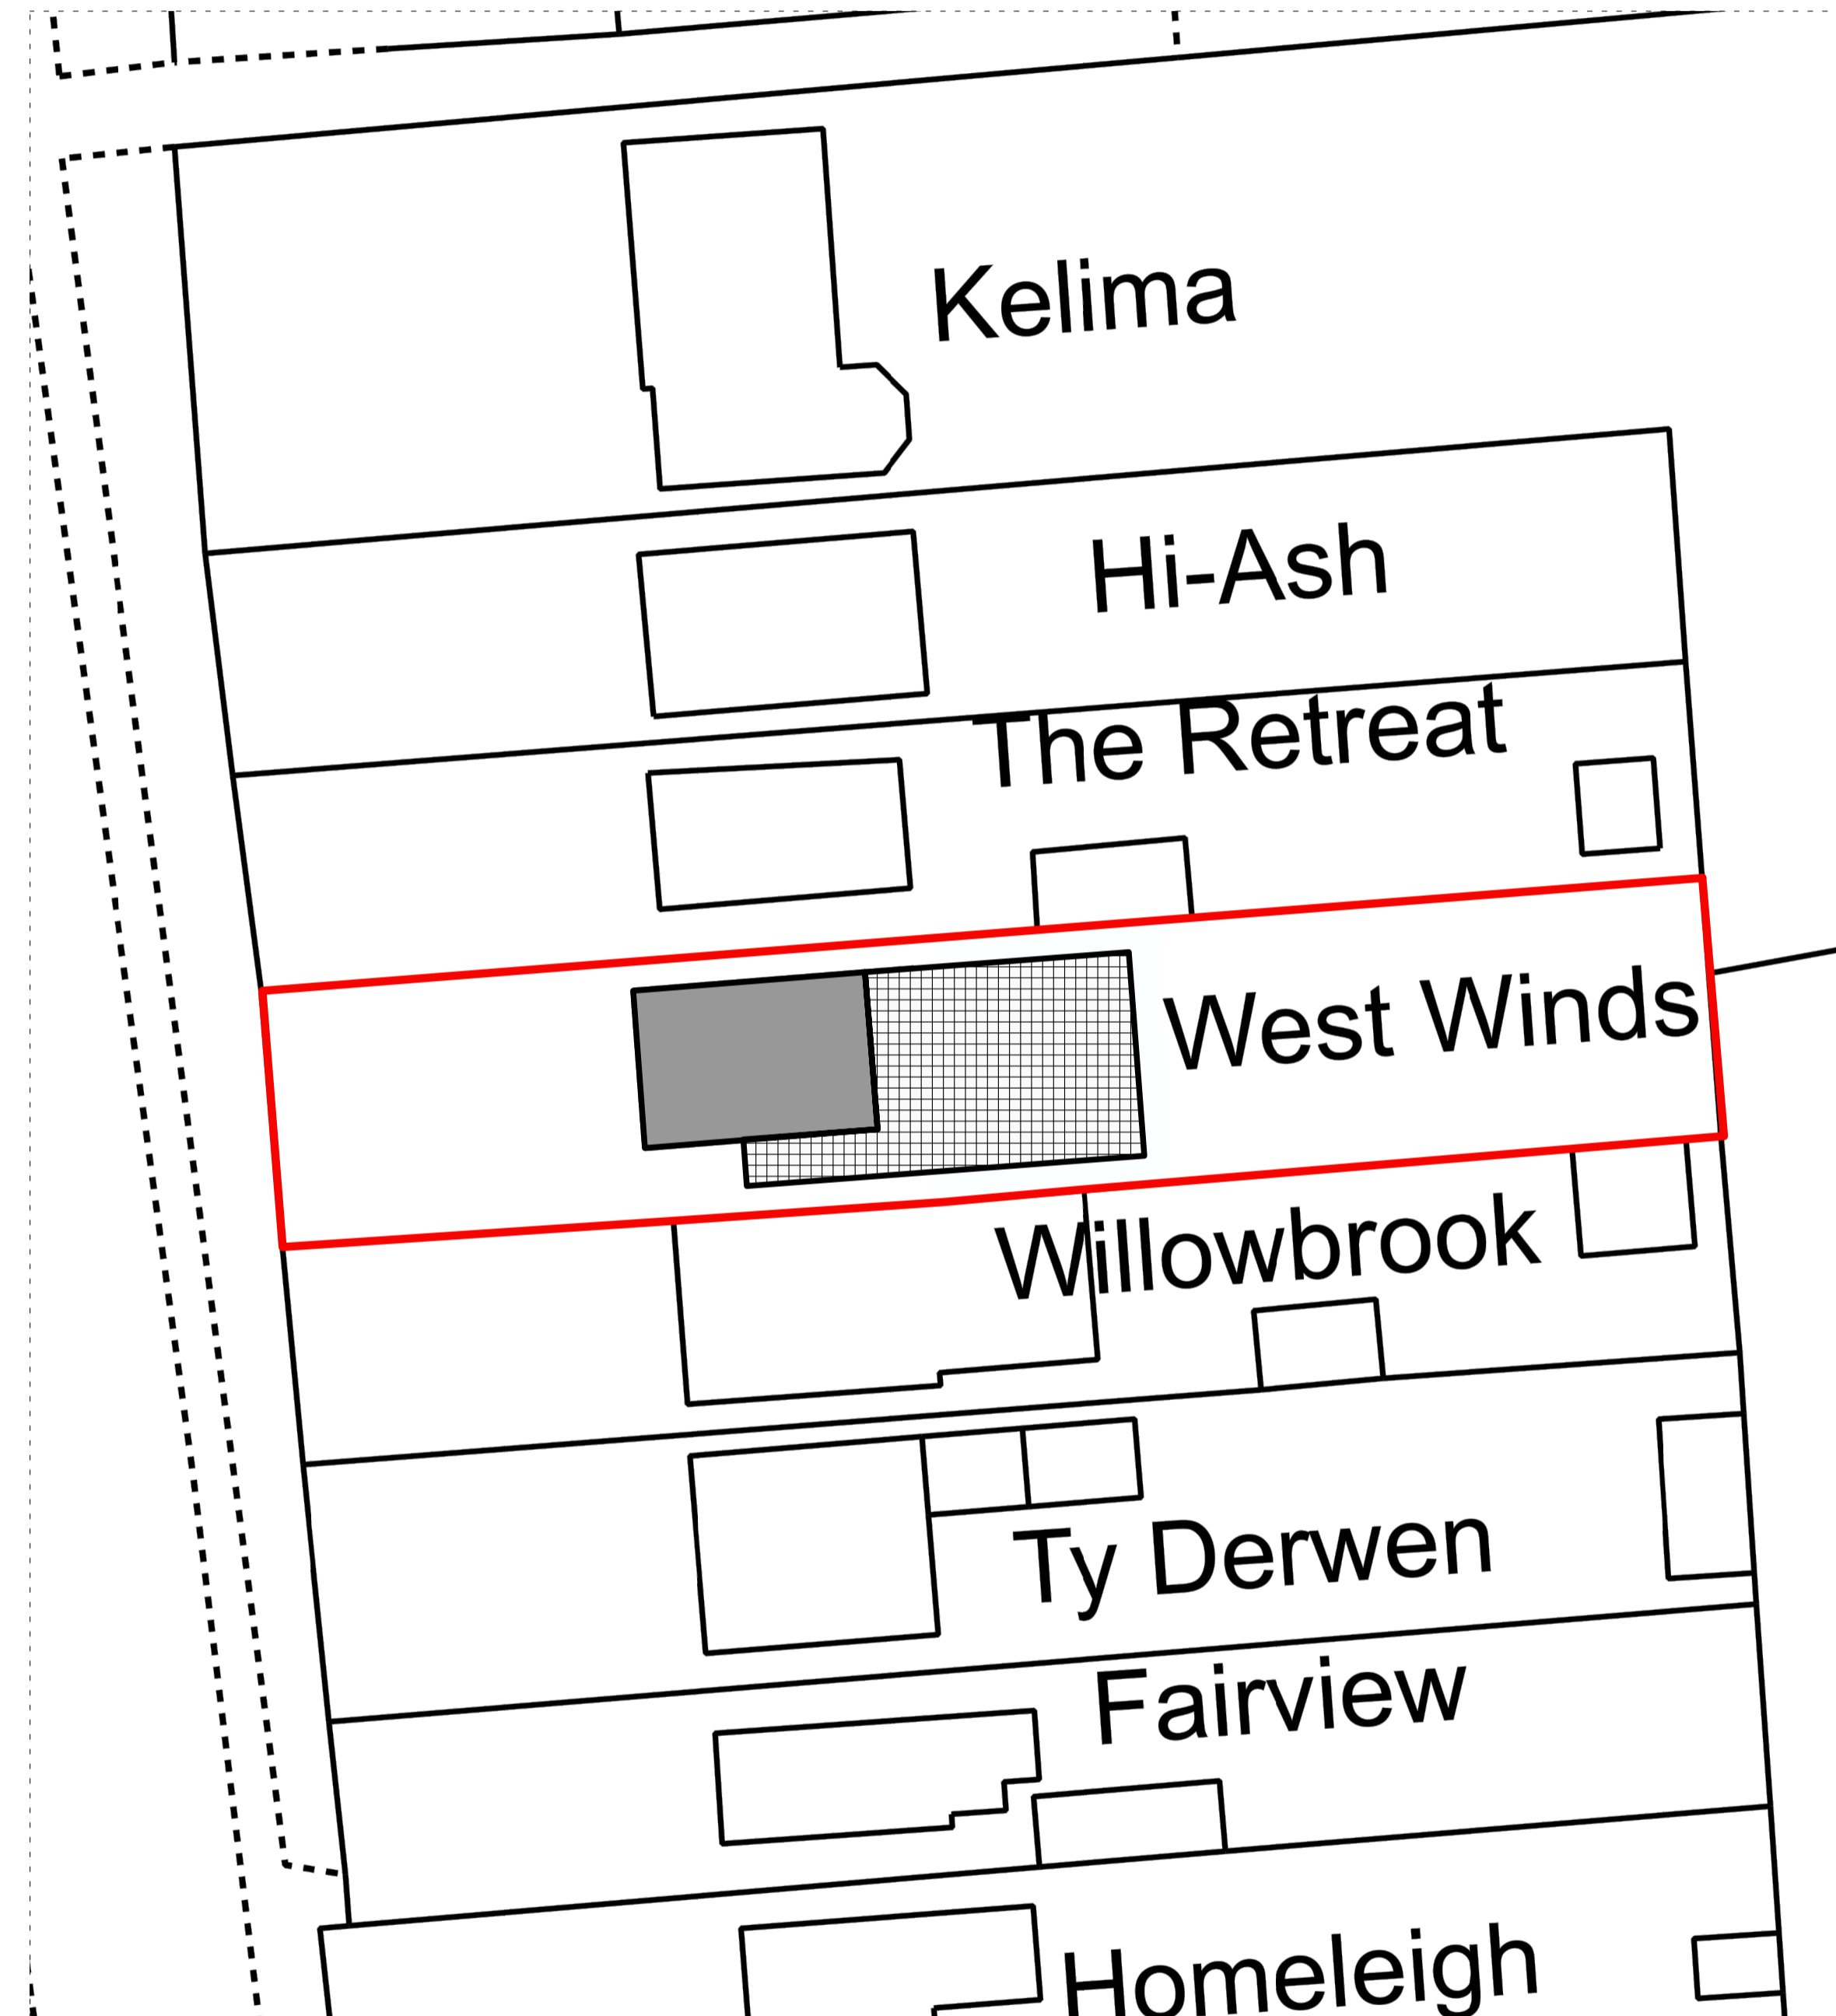 Kelima
Hi-Ash
The Retreat
West Winds
Willowbrook
Ty Derwen
Fairview
Homeleigh